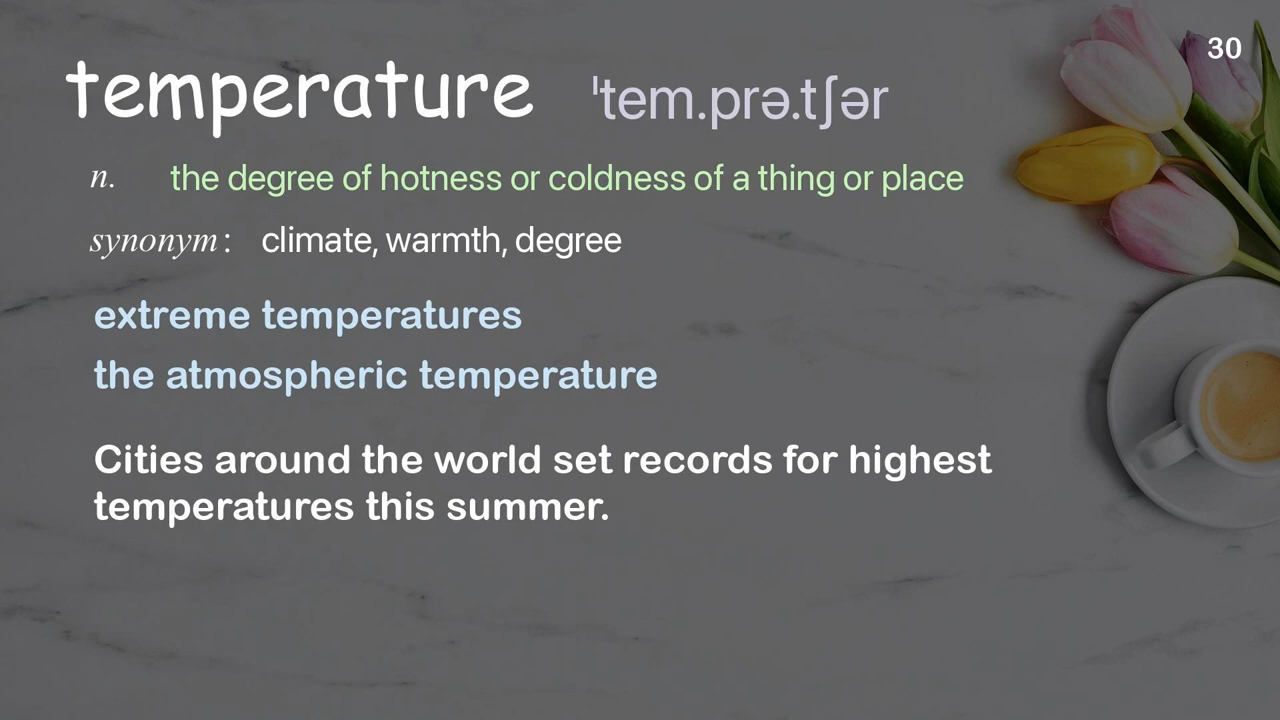 30
temperature ˈtem.prə.tʃər
n. the degree of hotness or coldness of a thing or place
synonym: climate, warmth, degree
extreme temperatures
the atmospheric temperature
Cities around the world set records for highest
temperatures this summer.